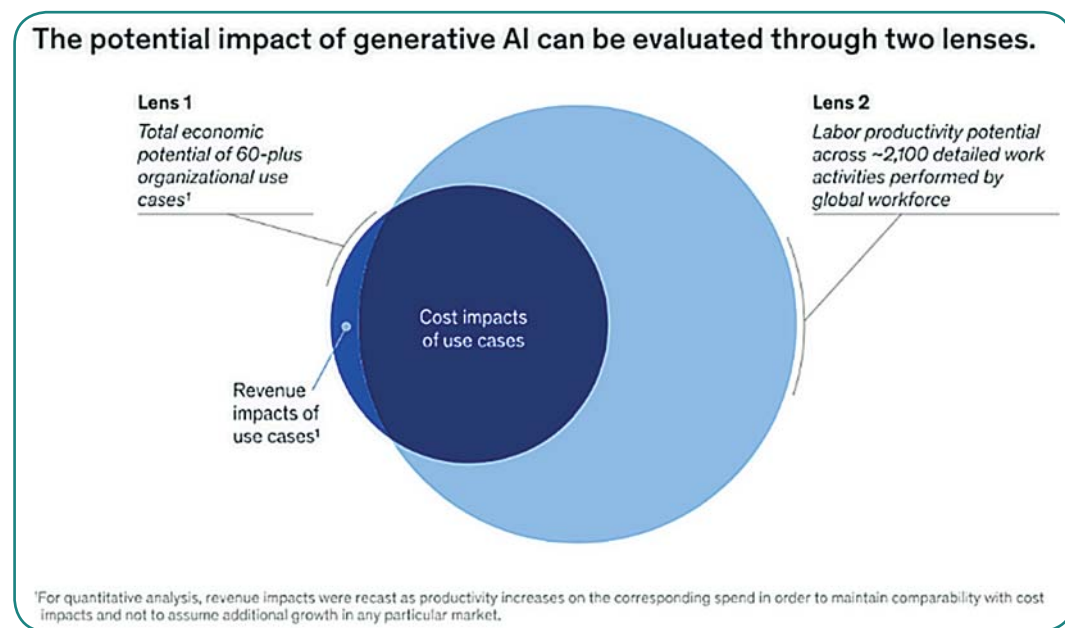 The potential impact of generative AI can be evaluated through two lenses.
Lens 1
Total economic
potential of 60-plus
organizational use
cases¹
Lens 2
Labor productivity potential
across ~2,100 detailed work
activities performed by
global workforce
Cost impacts
of use cases
Revenue
impacts of
use cases¹
¹For quantitative analysis, revenue impacts were recast as productivity increases on the corresponding spend in order to maintain comparability with cost
impacts and not to assume additional growth in any particular market.